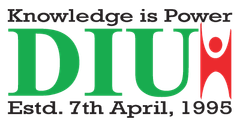 Knowledge is Power
DIU
Estd. 7th April, 1995